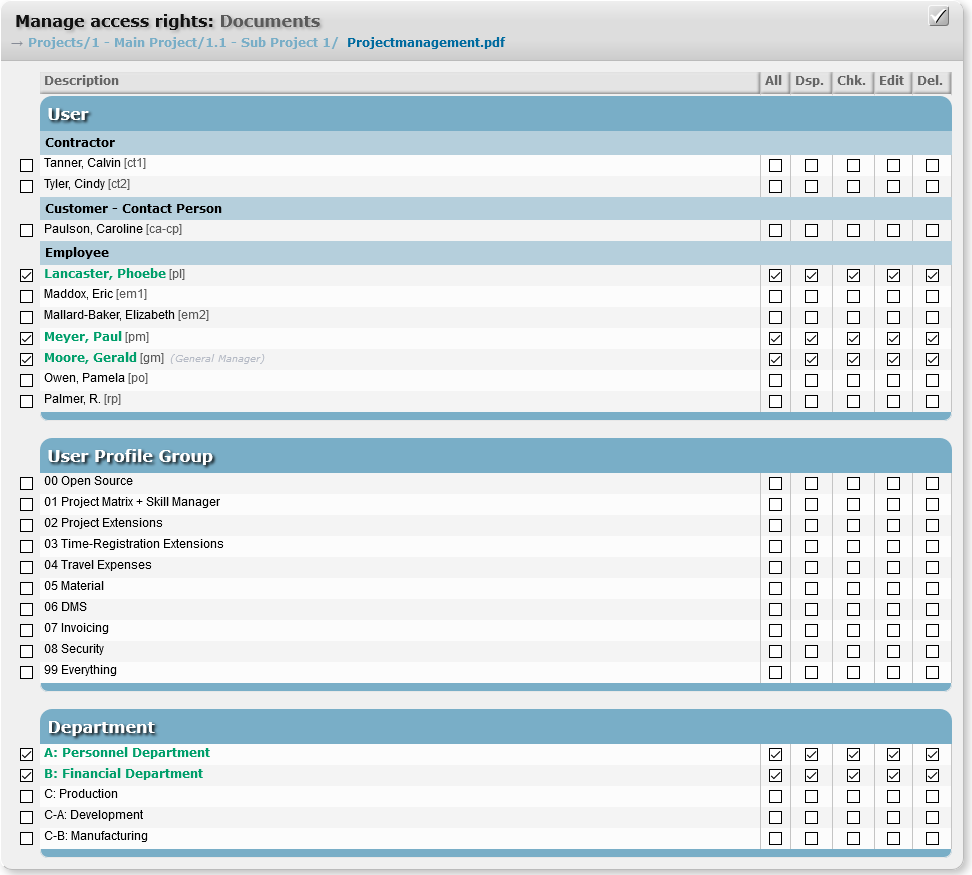 Manage access rights: Documents
→ Projects/1 - Main Project/1.1 - Sub Project 1/ Projectmanagement.pdf
Description All Dsp. Chk. Edit Del.
User
Contractor
Tanner, Calvin [ct1]
Tyler, Cindy [ct2]
Customer - Contact Person
Paulson, Caroline [ca-cp]
Employee
Lancaster, Phoebe [pl]
Maddox, Eric [em1]
Mallard-Baker, Elizabeth [em2]
Meyer, Paul [pm]
Moore, Gerald [gm] (General Manager)
Owen, Pamela [po]
Palmer, R. [rp]
User Profile Group
00 Open Source
01 Project Matrix + Skill Manager
02 Project Extensions
03 Time-Registration Extensions
04 Travel Expenses
05 Material
06 DMS
07 Invoicing
08 Security
99 Everything
Department
A: Personnel Department
B: Financial Department
C: Production
C-A: Development
C-B: Manufacturing